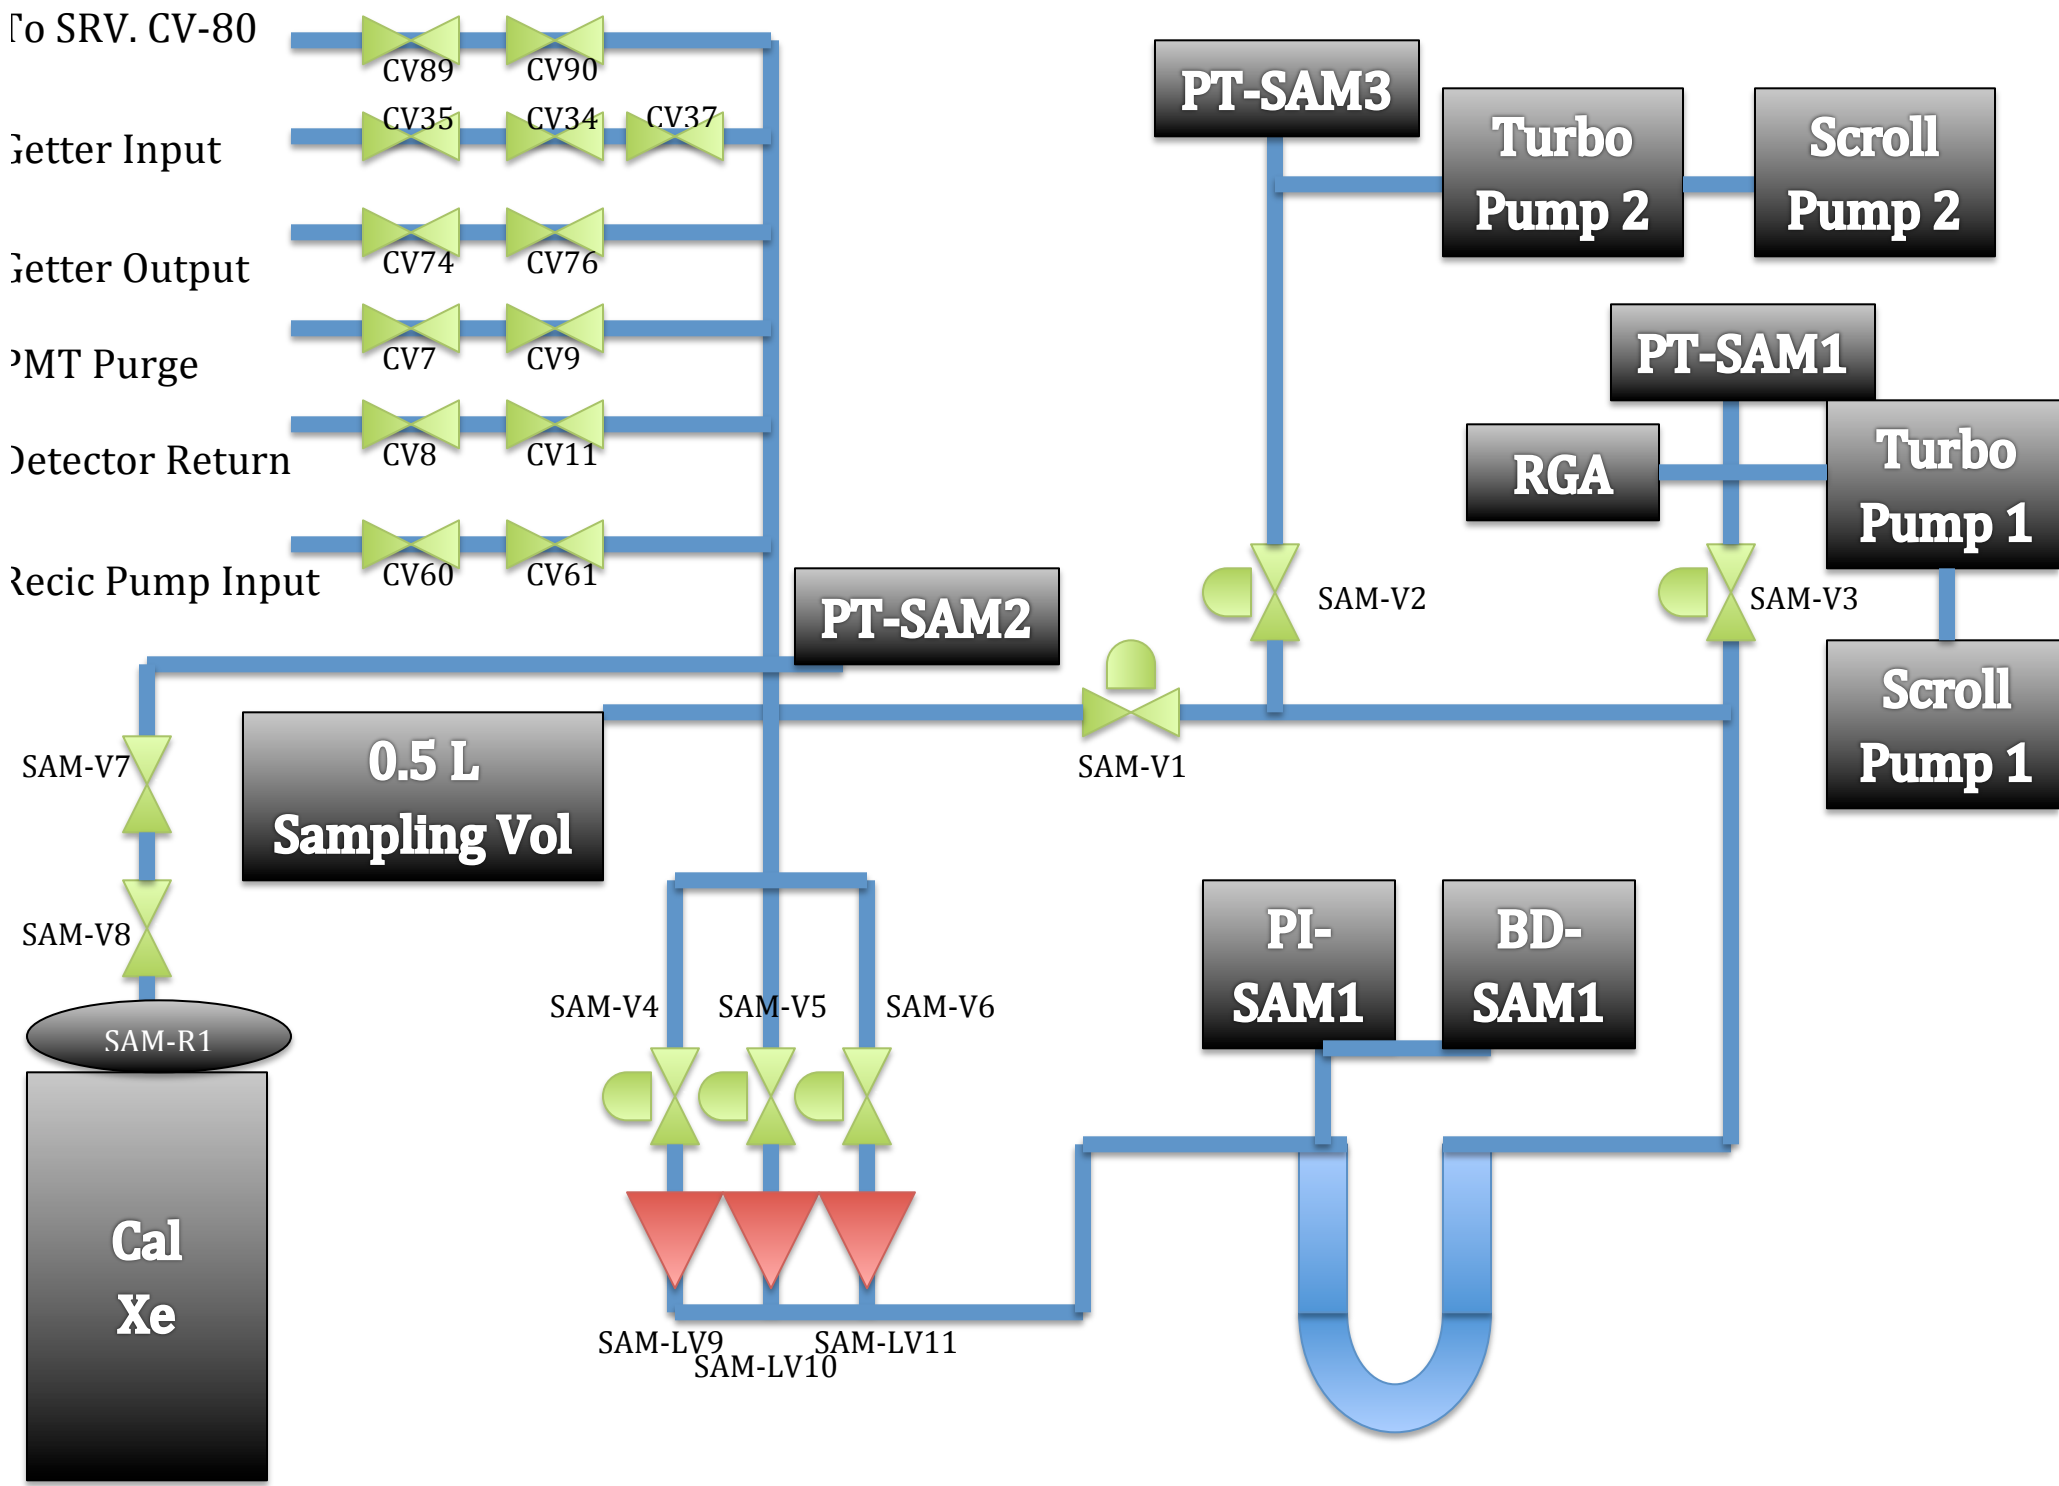 To SRV. CV-80
CV89
CV90
CV35
CV34
CV37
Getter Input
Getter Output
CV74
CV76
PMT Purge
CV7
CV9
Detector Return
CV8
CV11
Recic Pump Input
CV60
CV61
PT-SAM3
Turbo
Pump 2
Scroll
Pump 2
PT-SAM1
RGA
Turbo
Pump 1
Scroll
Pump 1
PT-SAM2
SAM-V2
SAM-V3
SAM-V1
SAM-V7
0.5 L
Sampling Vol
SAM-V8
SAM-R1
Cal
Xe
SAM-V4
SAM-V5
SAM-V6
PI-
SAM1
BD-
SAM1
SAM-LV9
SAM-LV10
SAM-LV11